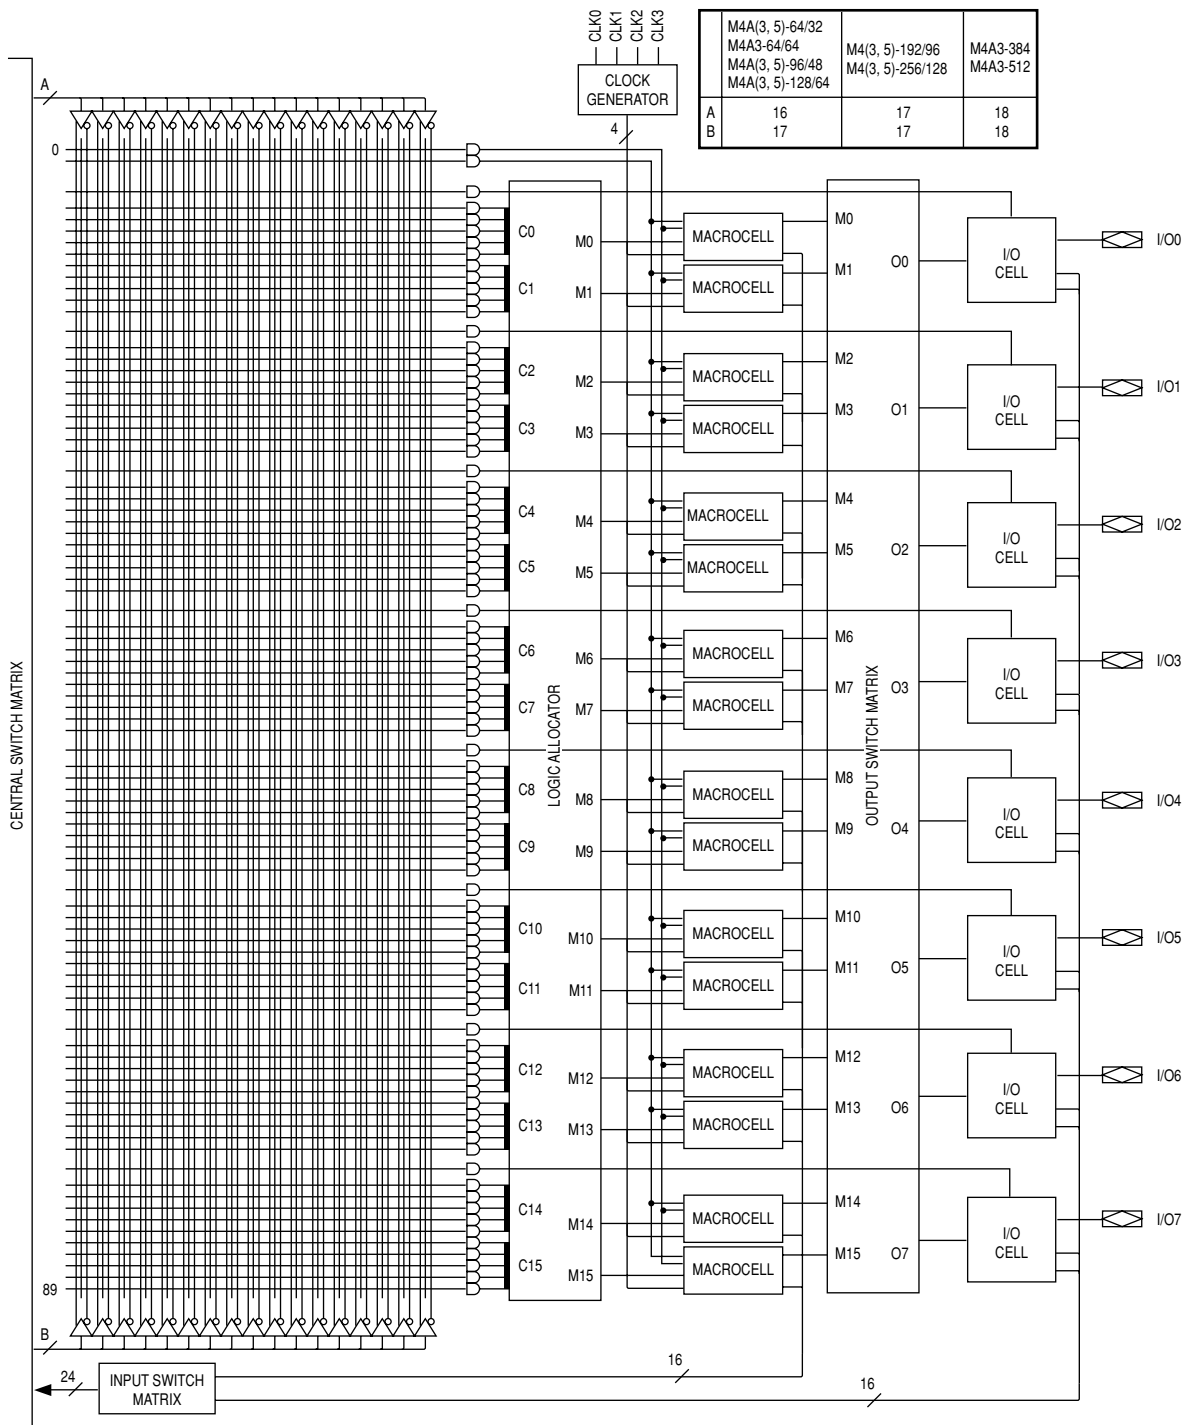 CLK0
CLK1
CLK2
CLK3
CLOCK
GENERATOR
4
M4A(3, 5)-64/32
M4A3-64/64
M4A(3, 5)-96/48
M4A(3, 5)-128/64
M4(3, 5)-192/96
M4(3, 5)-256/128
M4A3-384
M4A3-512
A 16 17 18
B 17 17 18
A
0
CENTRAL SWITCH MATRIX
LOGIC ALLOCATOR
OUTPUT SWITCH MATRIX
C0 M0 MACROCELL M0
O0 I/O CELL I/O0
C1 M1 MACROCELL M1
C2 M2 MACROCELL M2
O1 I/O CELL I/O1
C3 M3 MACROCELL M3
C4 M4 MACROCELL M4
O2 I/O CELL I/O2
C5 M5 MACROCELL M5
C6 M6 MACROCELL M6
O3 I/O CELL I/O3
C7 M7 MACROCELL M7
C8 M8 MACROCELL M8
O4 I/O CELL I/O4
C9 M9 MACROCELL M9
C10 M10 MACROCELL M10
O5 I/O CELL I/O5
C11 M11 MACROCELL M11
C12 M12 MACROCELL M12
O6 I/O CELL I/O6
C13 M13 MACROCELL M13
C14 M14 MACROCELL M14
O7 I/O CELL I/O7
C15 M15 MACROCELL M15
89
B
24
INPUT SWITCH
MATRIX
16
16